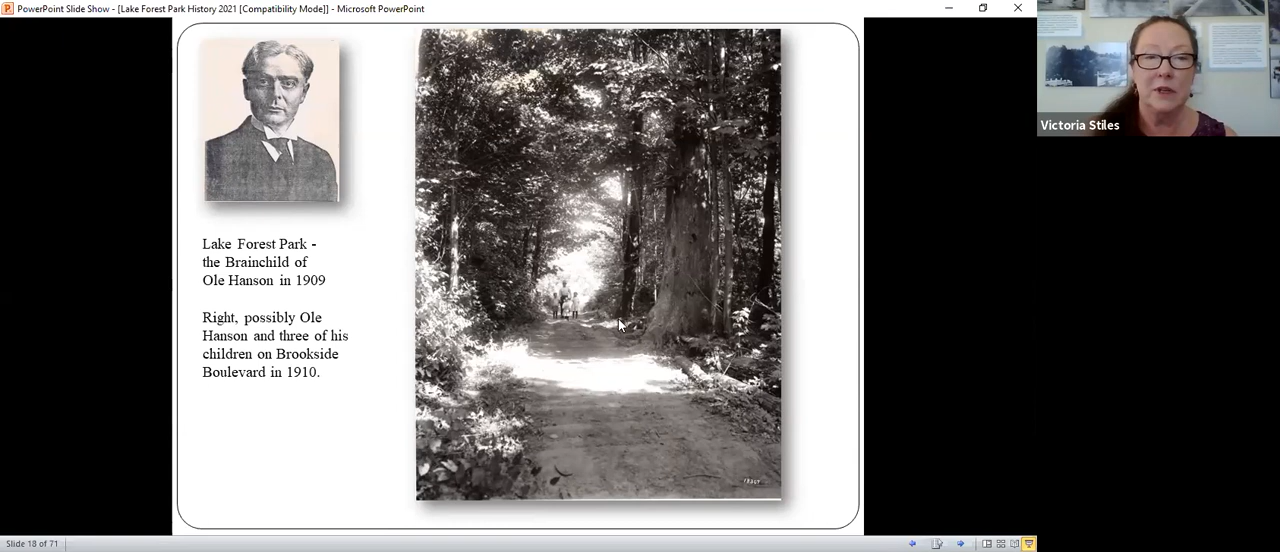 PowerPoint Slide Show - [Lake Forest Park History 2021 [Compatibility Mode]] - Microsoft PowerPoint
Lake Forest Park -
the Brainchild of
Ole Hanson in 1909
Right, possibly Ole
Hanson and three of his
children on Brookside
Boulevard in 1910.
Victoria Stiles
Slide 18 of 71